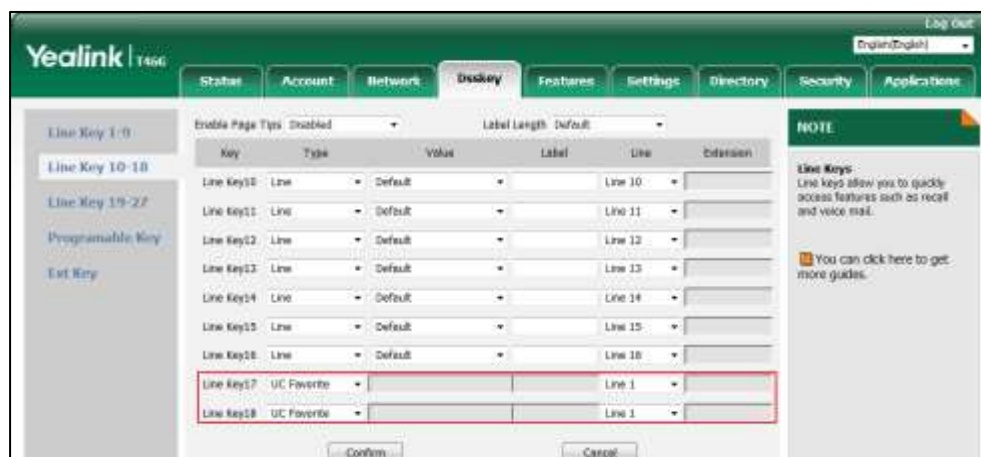 Log Out
Yealink T46G
English(English)
Status Account Network Dsskey Features Settings Directory Security Applications
Line Key 1-9
Line Key 10-18
Line Key 19-27
Programable Key
Ext Key
Enable Page Tips Disabled Label Length Default
Key Type Value Label Line Extension
Line Key10 Line Default Line 10
Line Key11 Line Default Line 11
Line Key12 Line Default Line 12
Line Key13 Line Default Line 13
Line Key14 Line Default Line 14
Line Key15 Line Default Line 15
Line Key16 Line Default Line 16
Line Key17 UC Favorite Line 1
Line Key18 UC Favorite Line 1
Confirm Cancel
NOTE
Line Keys
Line keys allow you to quickly
access features such as recall
and voice mail.
You can click here to get
more guides.